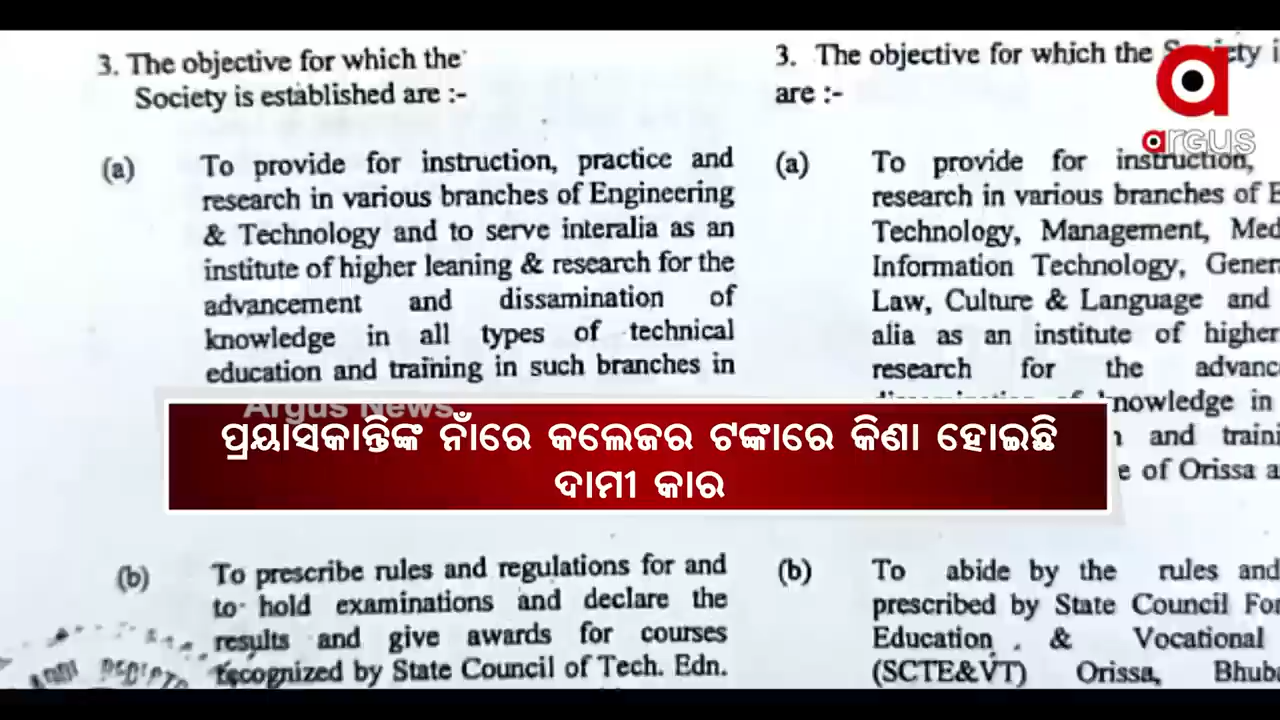 3. The objective for which the
Society is established are :-
(a) To provide for instruction, practice and
research in various branches of Engineering
& Technology and to serve interalia as an
institute of higher leaning & research for the
advancement and dissamination of
knowledge in all types of technical
education and training in such branches in
(b) To prescribe rules and regulations for and
to hold examinations and declare the
results and give awards for courses
recognized by State Council of Tech. Edn.
3. The objective for which the
are :-
(a) To provide for instruction,
research in various branches of
Technology, Management,
Information Technology,
Law, Culture & Language and
alia as an institute of higher
research for the
knowledge in
and
of Orissa
(b) To abide by the rules and
prescribed by State Council
Education & Vocational
(SCTE&VT) Orissa,
argus
Argus News
ପ୍ରୟାସକାନ୍ତିଙ୍କ ନାଁରେ କଲେଜର ଟଙ୍କାରେ କିଣା ହୋଇଛି
ଦାମୀ କାର